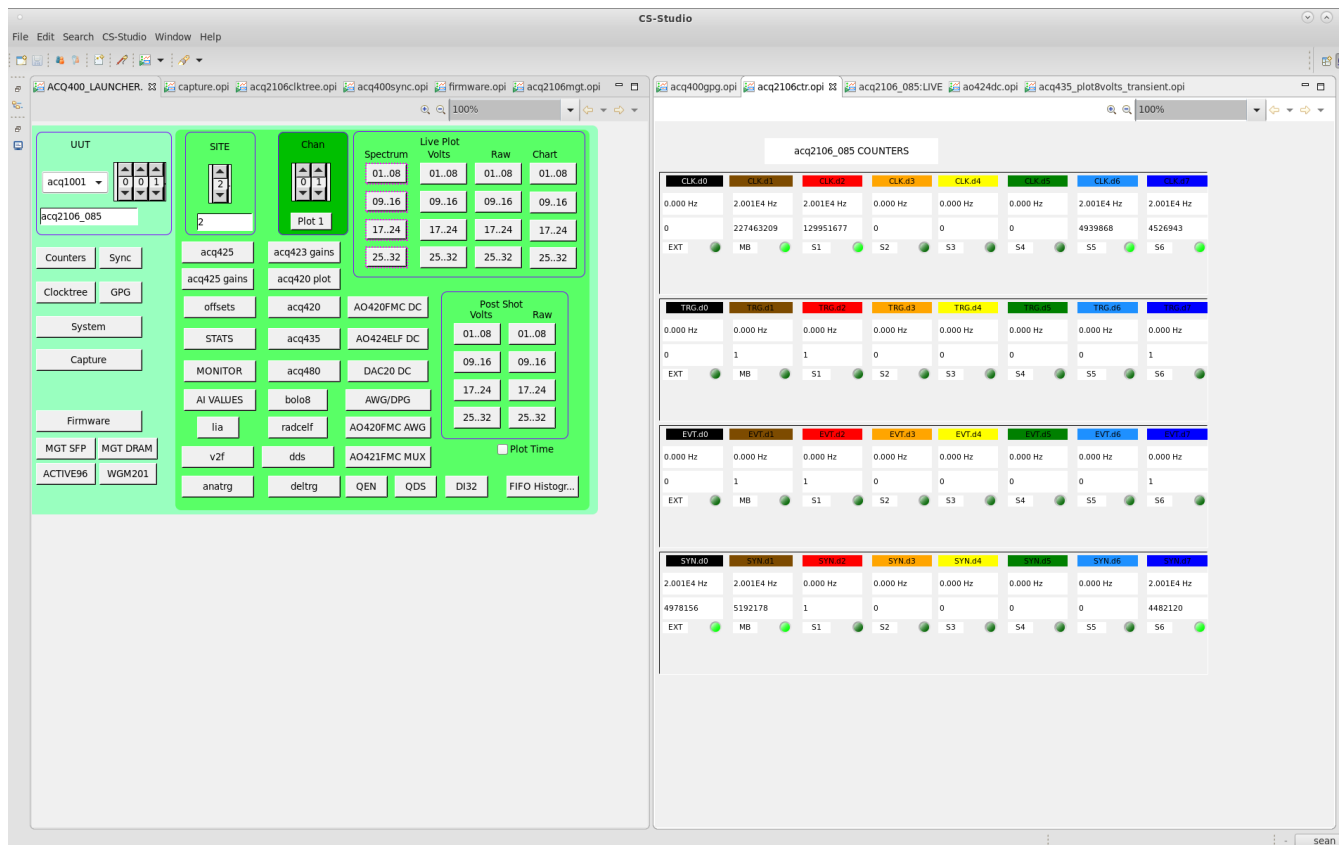 CS-Studio
File Edit Search CS-Studio Window Help
ACQ400_LAUNCHER. capture.opi acq2106clktree.opi acq400sync.opi firmware.opi acq2106mgt.opi
acq400gpg.opi acq2106ctr.opi acq2106_085:LIVE ao424dc.opi acq435_plot8volts_transient.opi
100%
100%
UUT
acq1001
0 0 1
acq2106_085
SITE
2
2
Chan
0 1
Plot 1
Live Plot
Spectrum Volts Raw Chart
01..08 01..08 01..08 01..08
09..16 09..16 09..16 09..16
17..24 17..24 17..24 17..24
25..32 25..32 25..32 25..32
Counters Sync
Clocktree GPG
System
Capture
Firmware
MGT SFP MGT DRAM
ACTIVE96 WGM201
acq425 acq423 gains
acq425 gains acq420 plot
offsets acq420 AO420FMC DC
STATS acq435 AO424ELF DC
MONITOR acq480 DAC20 DC
AI VALUES bolo8 AWG/DPG
lia radcelf AO420FMC AWG
v2f dds AO421FMC MUX
anatrg deltrg QEN QDS DI32 FIFO Histogr...
Post Shot
Volts Raw
01..08 01..08
09..16 09..16
17..24 17..24
25..32 25..32
Plot Time
acq2106_085 COUNTERS
CLK.d0 CLK.d1 CLK.d2 CLK.d3 CLK.d4 CLK.d5 CLK.d6 CLK.d7
0.000 Hz 2.001E4 Hz 2.001E4 Hz 0.000 Hz 0.000 Hz 0.000 Hz 2.001E4 Hz 2.001E4 Hz
0 227463209 129951677 0 0 0 4939868 4526943
EXT MB S1 S2 S3 S4 S5 S6
TRG.d0 TRG.d1 TRG.d2 TRG.d3 TRG.d4 TRG.d5 TRG.d6 TRG.d7
0.000 Hz 0.000 Hz 0.000 Hz 0.000 Hz 0.000 Hz 0.000 Hz 0.000 Hz 0.000 Hz
0 1 1 0 0 0 0 1
EXT MB S1 S2 S3 S4 S5 S6
EVT.d0 EVT.d1 EVT.d2 EVT.d3 EVT.d4 EVT.d5 EVT.d6 EVT.d7
0.000 Hz 0.000 Hz 0.000 Hz 0.000 Hz 0.000 Hz 0.000 Hz 0.000 Hz 0.000 Hz
0 1 1 0 0 0 0 1
EXT MB S1 S2 S3 S4 S5 S6
SYN.d0 SYN.d1 SYN.d2 SYN.d3 SYN.d4 SYN.d5 SYN.d6 SYN.d7
2.001E4 Hz 2.001E4 Hz 0.000 Hz 0.000 Hz 0.000 Hz 0.000 Hz 0.000 Hz 2.001E4 Hz
4978156 5192178 1 0 0 0 0 4482120
EXT MB S1 S2 S3 S4 S5 S6
sean